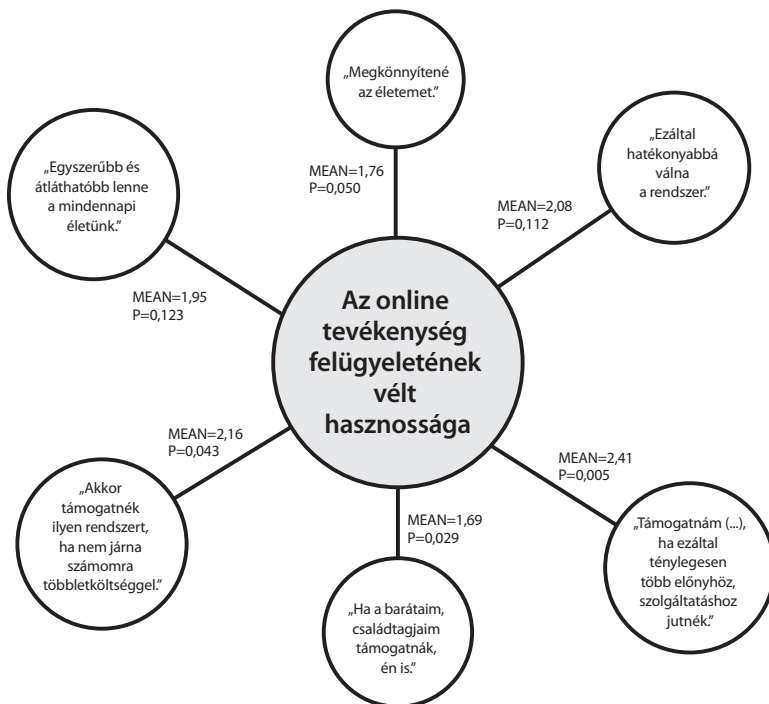 „Megkönnyítené
az életemet.”
MEAN=1,76
P=0,050
„Ezáltal
hatékonyabbá
válna
a rendszer.”
MEAN=2,08
P=0,112
„Egyszerűbb és
átláthatóbb lenne
a mindennapi
életünk.”
MEAN=1,95
P=0,123
Az online
tevékenység
felügyeletének
vélt
hasznossága
MEAN=2,16
P=0,043
„Akkor
támogatnék
ilyen rendszert,
ha nem járna
számomra
többletköltséggel.”
MEAN=1,69
P=0,029
„Ha a barátaim,
családtagjaim
támogatnák,
én is.”
MEAN=2,41
P=0,005
„Támogatnám (...),
ha ezáltal
ténylegesen
több előnyhöz,
szolgáltatáshoz
jutnék.”